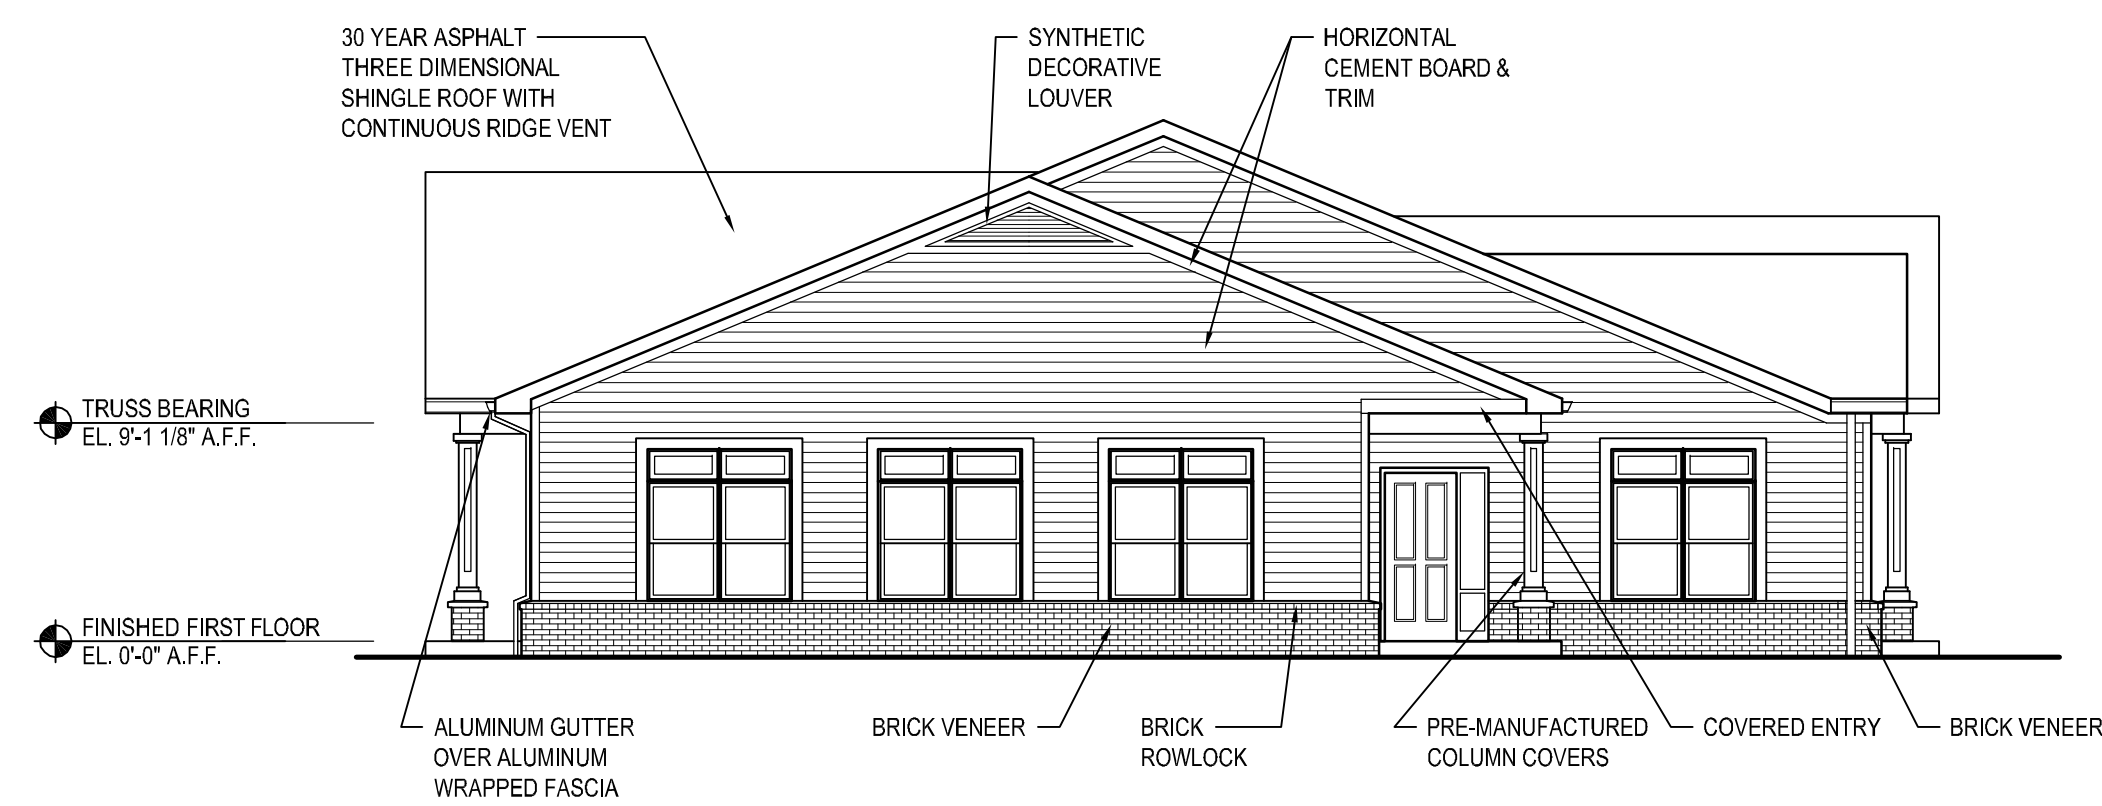 30 YEAR ASPHALT
THREE DIMENSIONAL
SHINGLE ROOF WITH
CONTINUOUS RIDGE VENT
SYNTHETIC
DECORATIVE
LOUVER
HORIZONTAL
CEMENT BOARD &
TRIM
TRUSS BEARING
EL. 9'-1 1/8" A.F.F.
FINISHED FIRST FLOOR
EL. 0'-0" A.F.F.
ALUMINUM GUTTER
OVER ALUMINUM
WRAPPED FASCIA
BRICK VENEER
BRICK
ROWLOCK
PRE-MANUFACTURED
COLUMN COVERS
COVERED ENTRY
BRICK VENEER